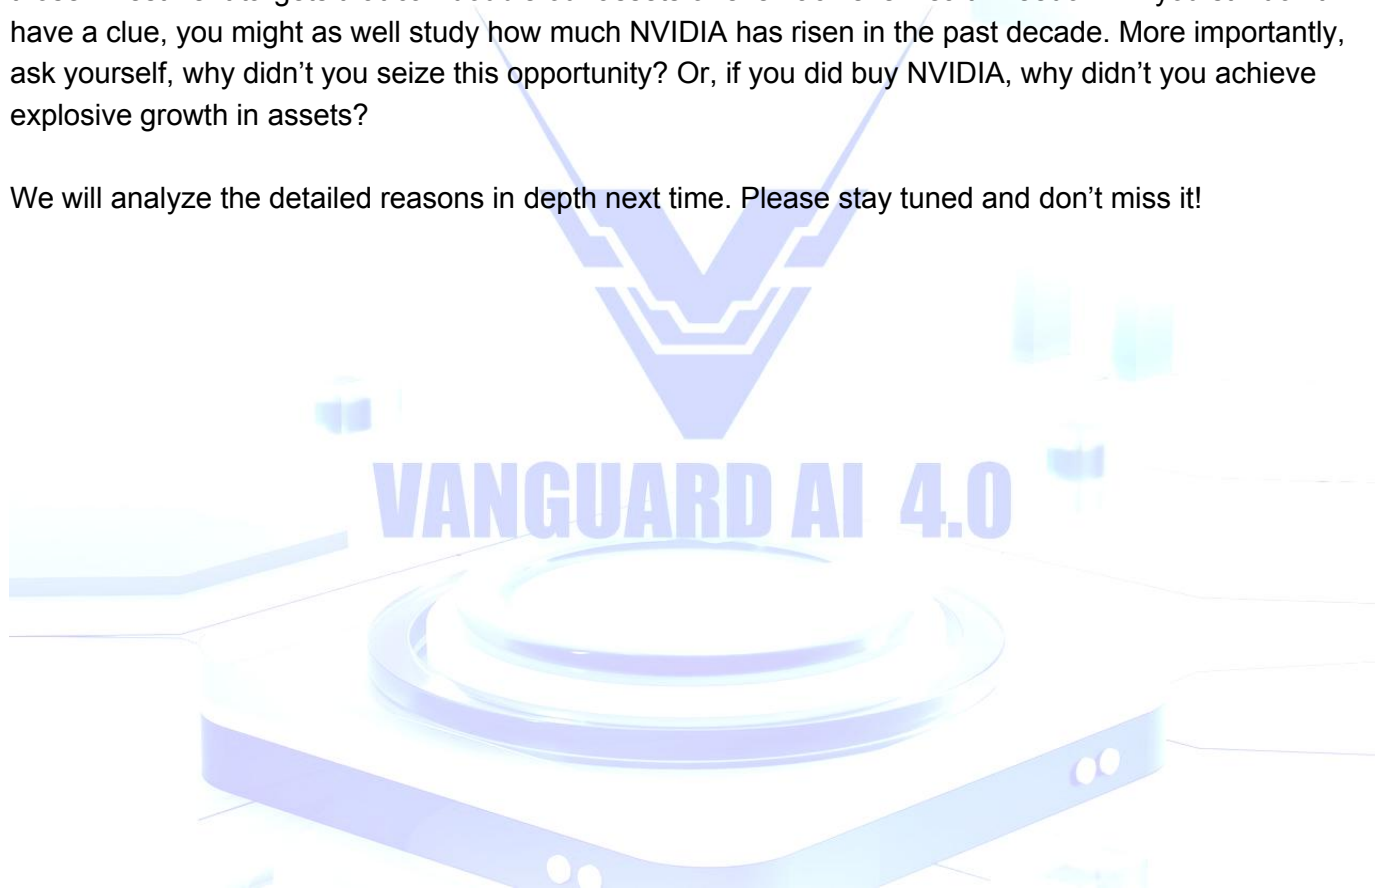 have a clue, you might as well study how much NVIDIA has risen in the past decade. More importantly,
ask yourself, why didn’t you seize this opportunity? Or, if you did buy NVIDIA, why didn’t you achieve
explosive growth in assets?
We will analyze the detailed reasons in depth next time. Please stay tuned and don’t miss it!
VANGUARD AI 4.0